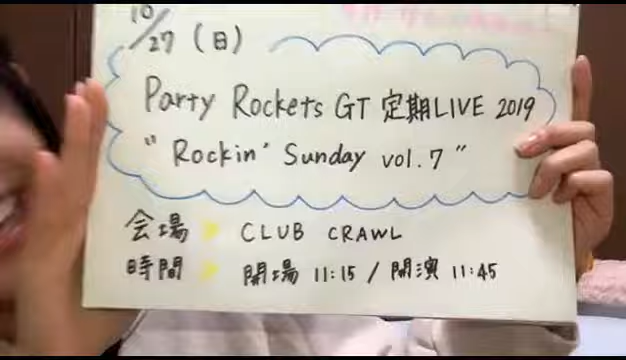 10/27(日)
Party Rockets GT 定期LIVE 2019
"Rockin' Sunday vol.7"
会場 CLUB CRAWL
時間 開場 11:15 / 開演 11:45